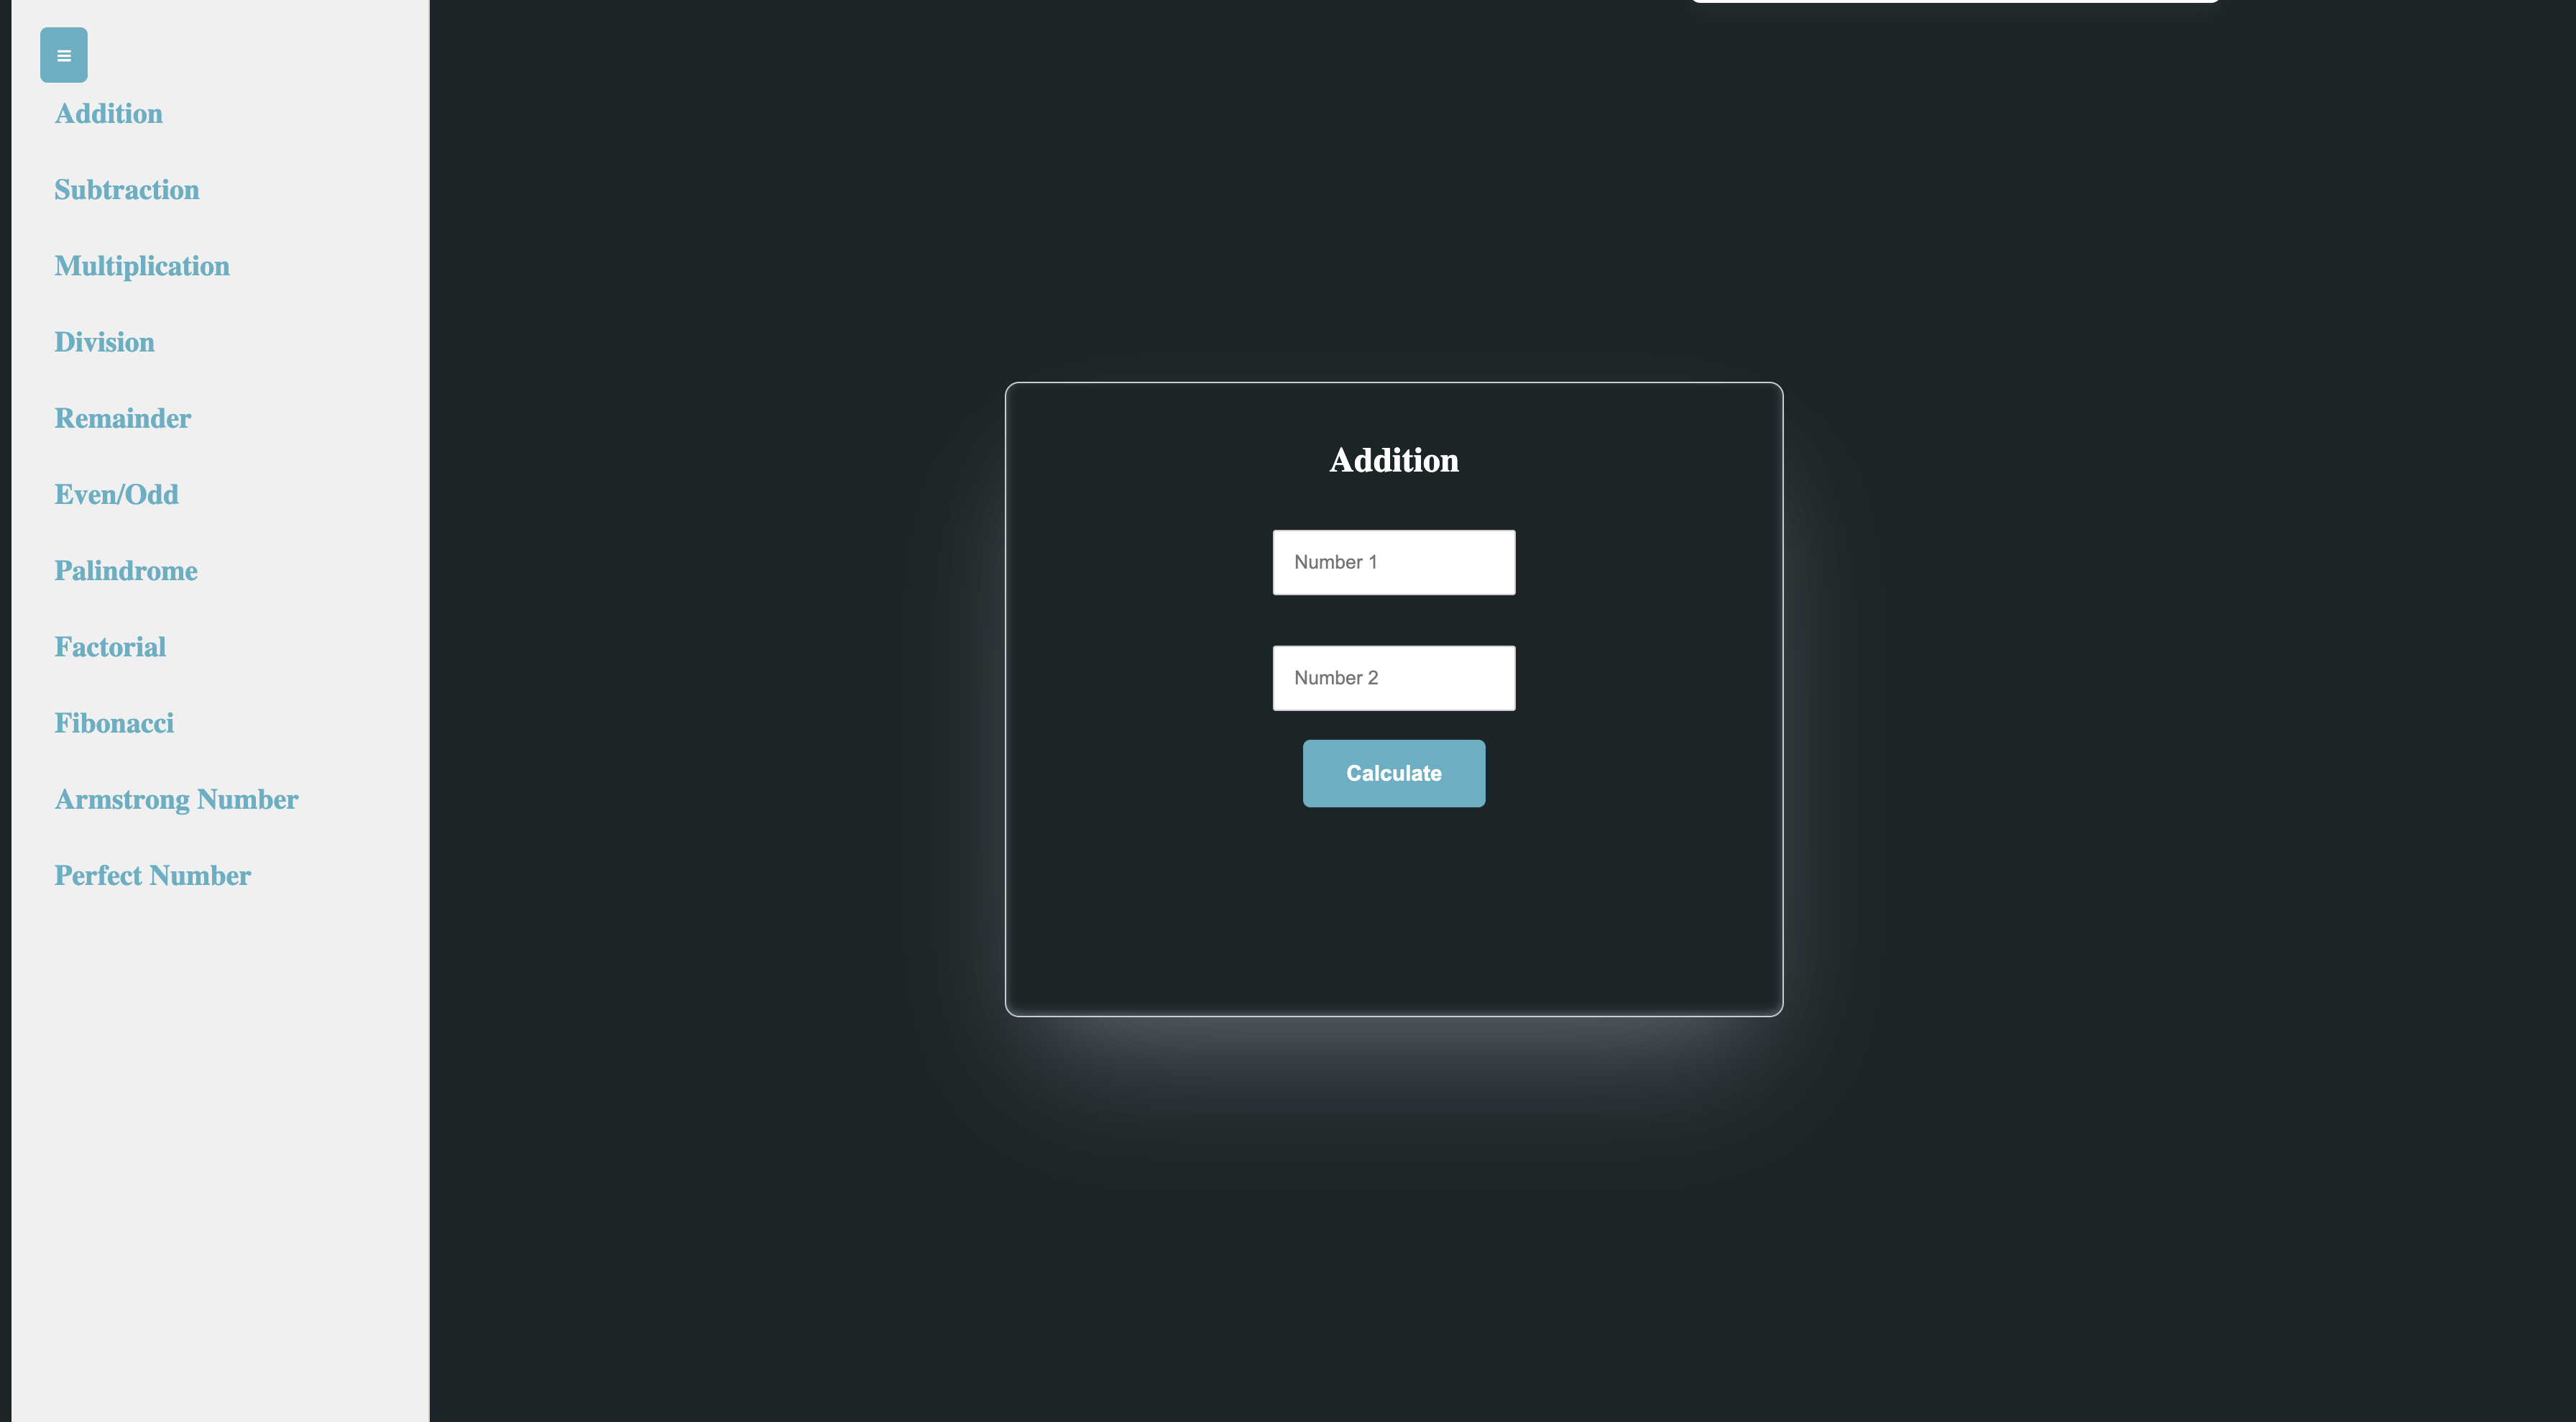 Addition
Subtraction
Multiplication
Division
Remainder
Even/Odd
Palindrome
Factorial
Fibonacci
Armstrong Number
Perfect Number
Addition
Number 1
Number 2
Calculate